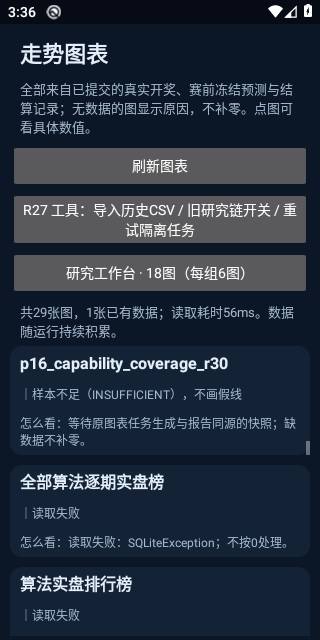 3:36
走势图表
全部来自已提交的真实开奖、赛前冻结预测与结
算记录；无数据的图显示原因，不补零。点图可
看具体数值。
刷新图表
R27 工具：导入历史CSV / 旧研究链开关 / 重
试隔离任务
研究工作台 · 18图（每组6图）
共29张图，1张已有数据；读取耗时56ms。数据
随运行持续积累。
p16_capability_coverage_r30
｜样本不足（INSUFFICIENT），不画假线
怎么看：等待原图表任务生成与报告同源的快照；缺
数据不补零。
全部算法逐期实盘榜
｜读取失败
怎么看：读取失败：SQLiteException；不按0处理。
算法实盘排行榜
｜读取失败